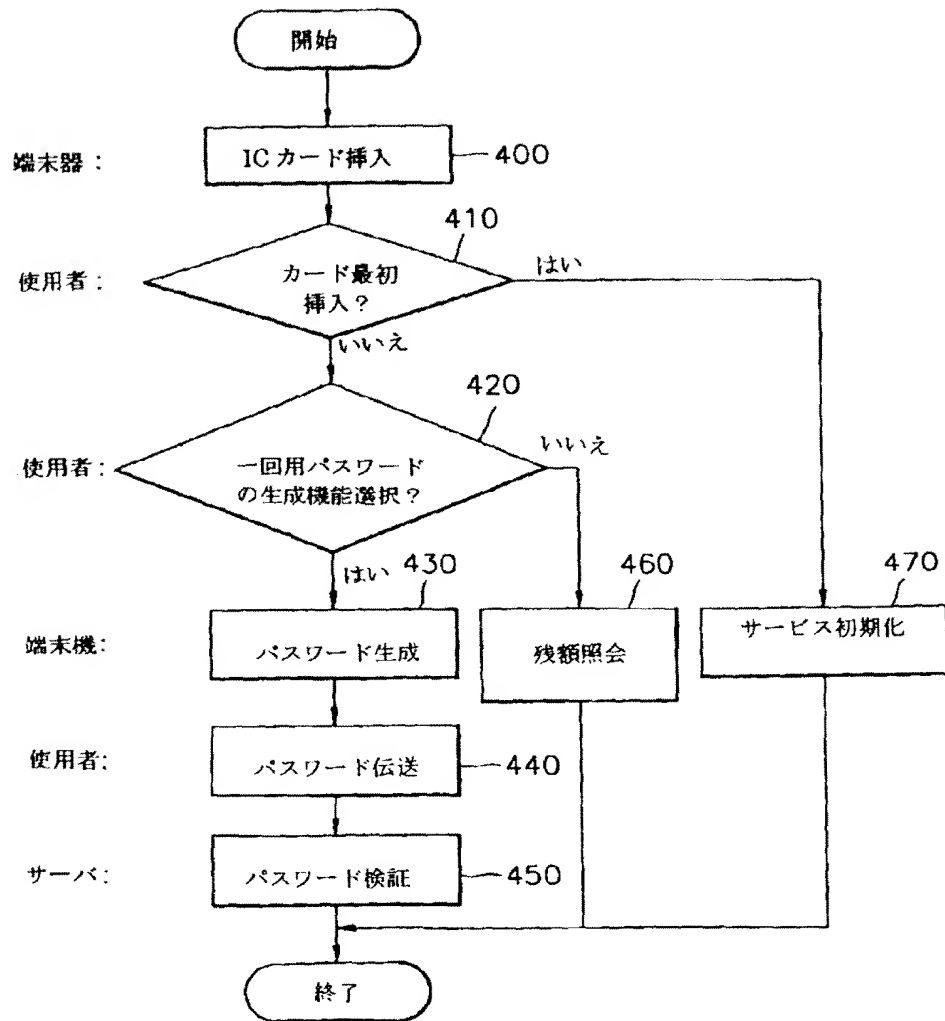 開始
端末器:
ICカード挿入
400
410
使用者:
カード最初
挿入?
はい
いいえ
420
使用者:
一回用パスワード
の生成機能選択?
いいえ
はい
430
460
470
端末機:
パスワード生成
残額照会
サービス初期化
使用者:
パスワード伝送
440
サーバ:
パスワード検証
450
終了